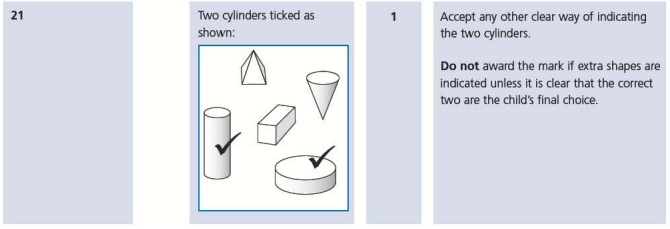 21
Two cylinders ticked as
shown:
1
Accept any other clear way of indicating
the two cylinders.
Do not award the mark if extra shapes are
indicated unless it is clear that the correct
two are the child's final choice.